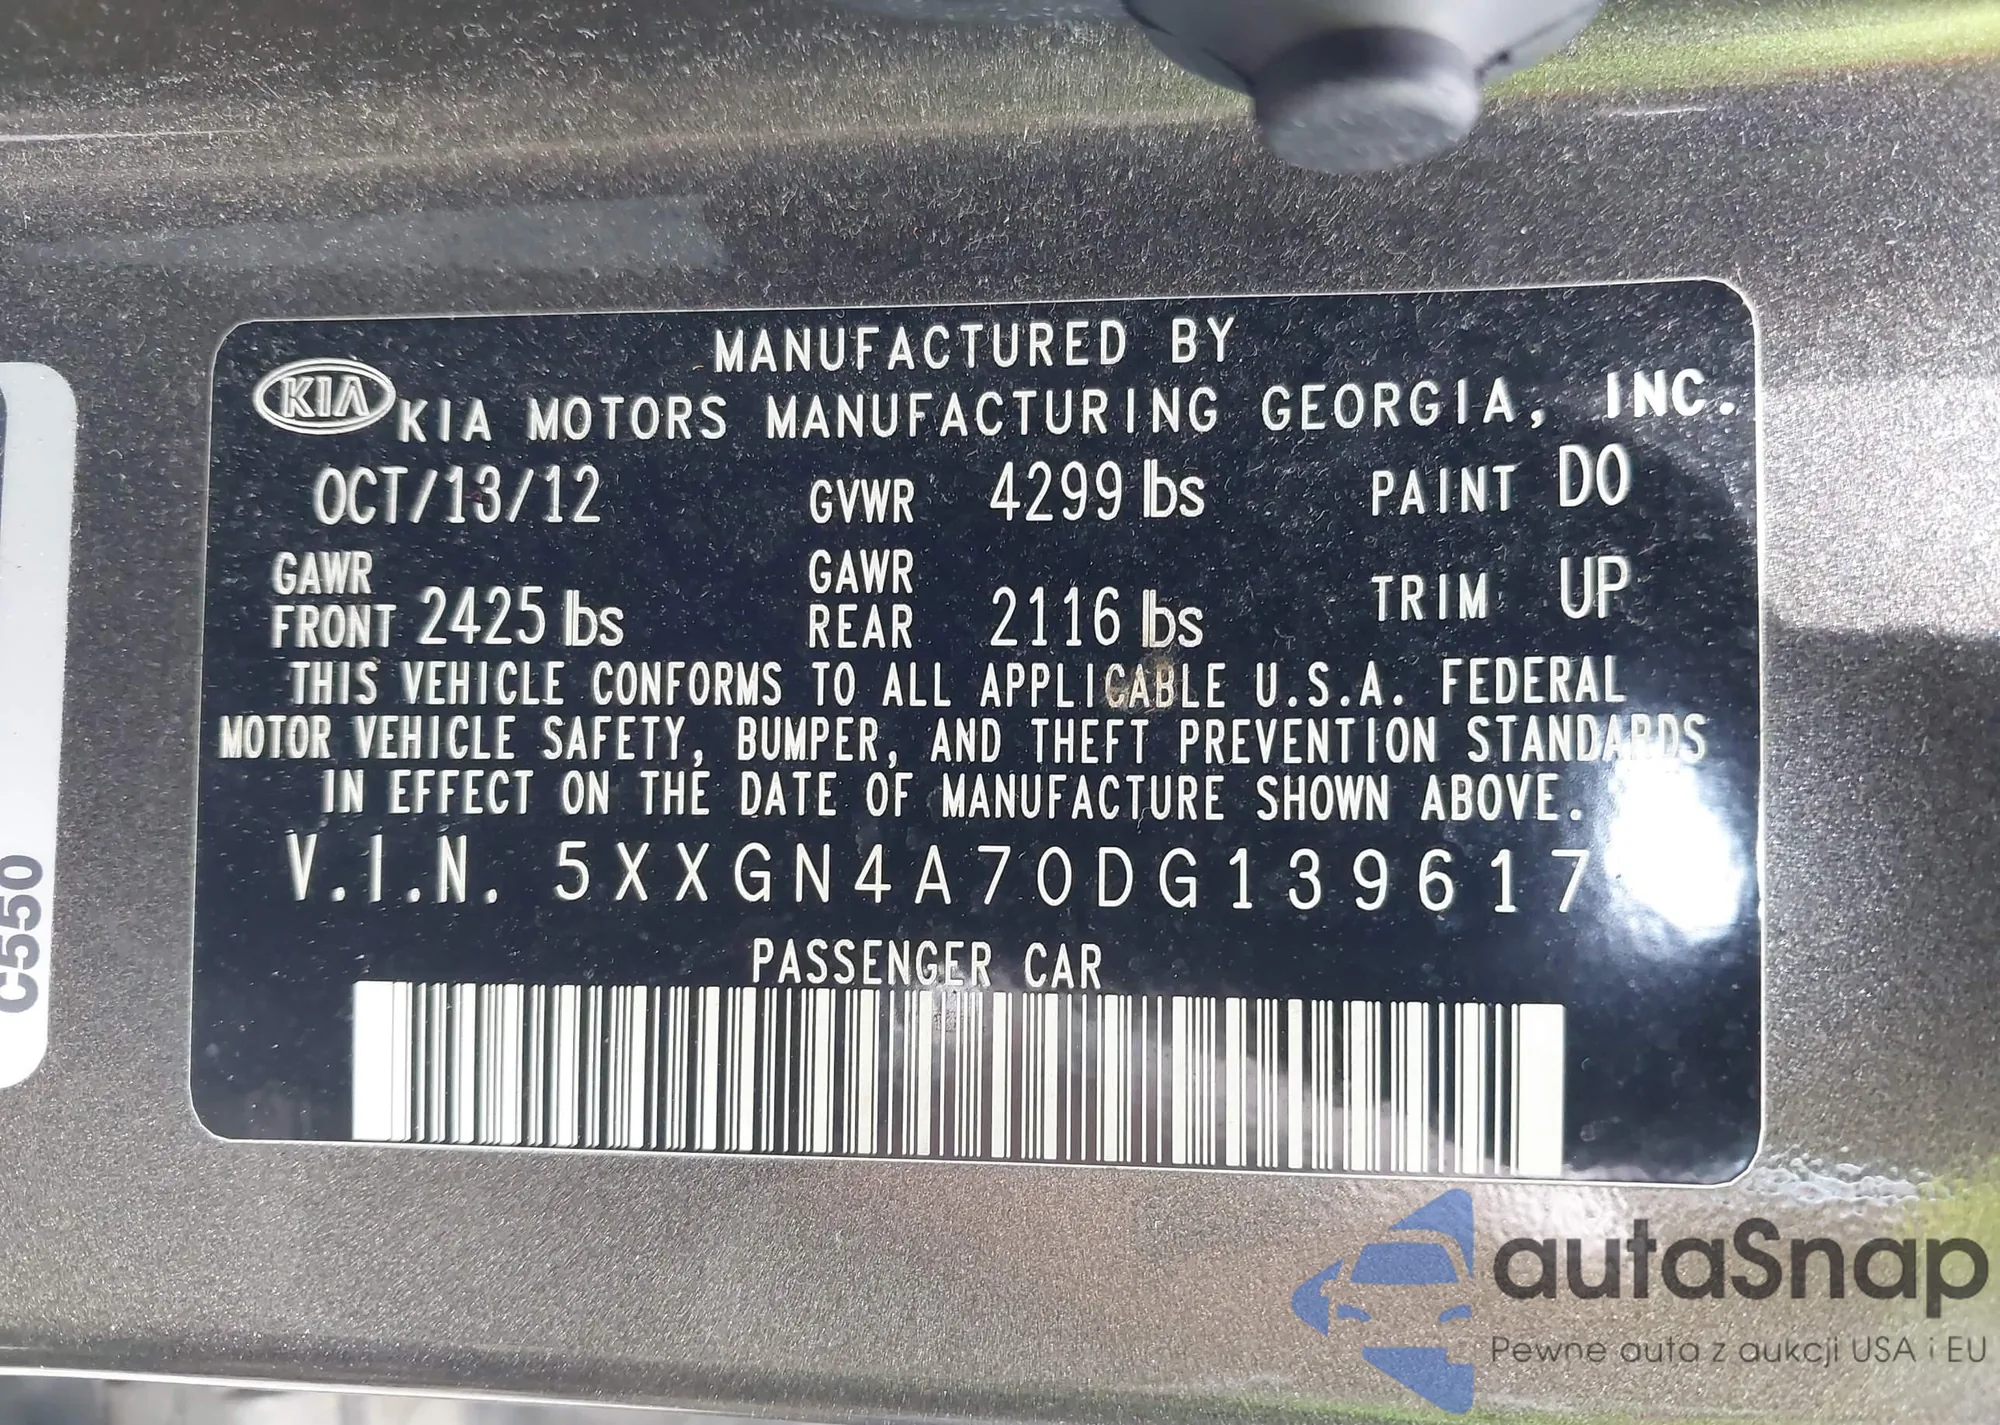 MANUFACTURED BY
KIA KIA MOTORS MANUFACTURING GEORGIA, INC.
OCT/13/12 GVWR 4299 lbs PAINT D0
GAWR FRONT 2425 lbs GAWR REAR 2116 lbs TRIM UP
THIS VEHICLE CONFORMS TO ALL APPLICABLE U.S.A. FEDERAL
MOTOR VEHICLE SAFETY, BUMPER, AND THEFT PREVENTION STANDARDS
IN EFFECT ON THE DATE OF MANUFACTURE SHOWN ABOVE.
V.I.N. 5XXGN4A70DG139617
PASSENGER CAR
C550
autaSnap
Pewne auta z aukcji USA i EU